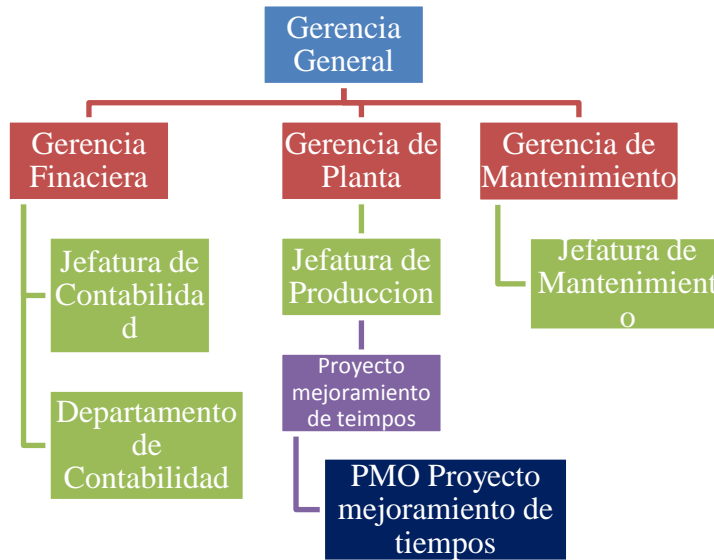 Gerencia
General
Gerencia
Finaciera
Gerencia de
Planta
Gerencia de
Mantenimiento
Jefatura de
Contabilida
d
Jefatura de
Produccion
Jefatura de
Mantenimient
o
Proyecto
mejoramiento
de teimpos
Departamento
de
Contabilidad
PMO Proyecto
mejoramiento de
tiempos